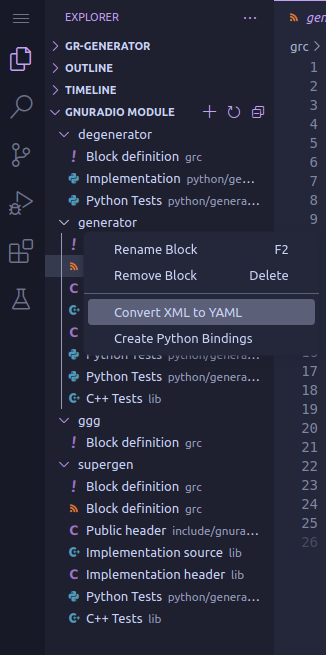 EXPLORER
gen
GR-GENERATOR
grc
OUTLINE
1
TIMELINE
2
GNURADIO MODULE
3
degenerator
4
! Block definition grc
5
Implementation python/ge...
6
Python Tests python/genera...
7
generator
8
!
9
Rename Block F2
Remove Block Delete
C
Convert XML to YAML
C
Create Python Bindings
Python Tests python/genera...
16
Python Tests python/genera...
17
C++ Tests lib
18
ggg
19
! Block definition grc
20
supergen
21
! Block definition grc
22
Block definition grc
23
C Public header include/gnura...
24
Implementation source lib
25
C Implementation header lib
26
Python Tests python/genera...
C++ Tests lib